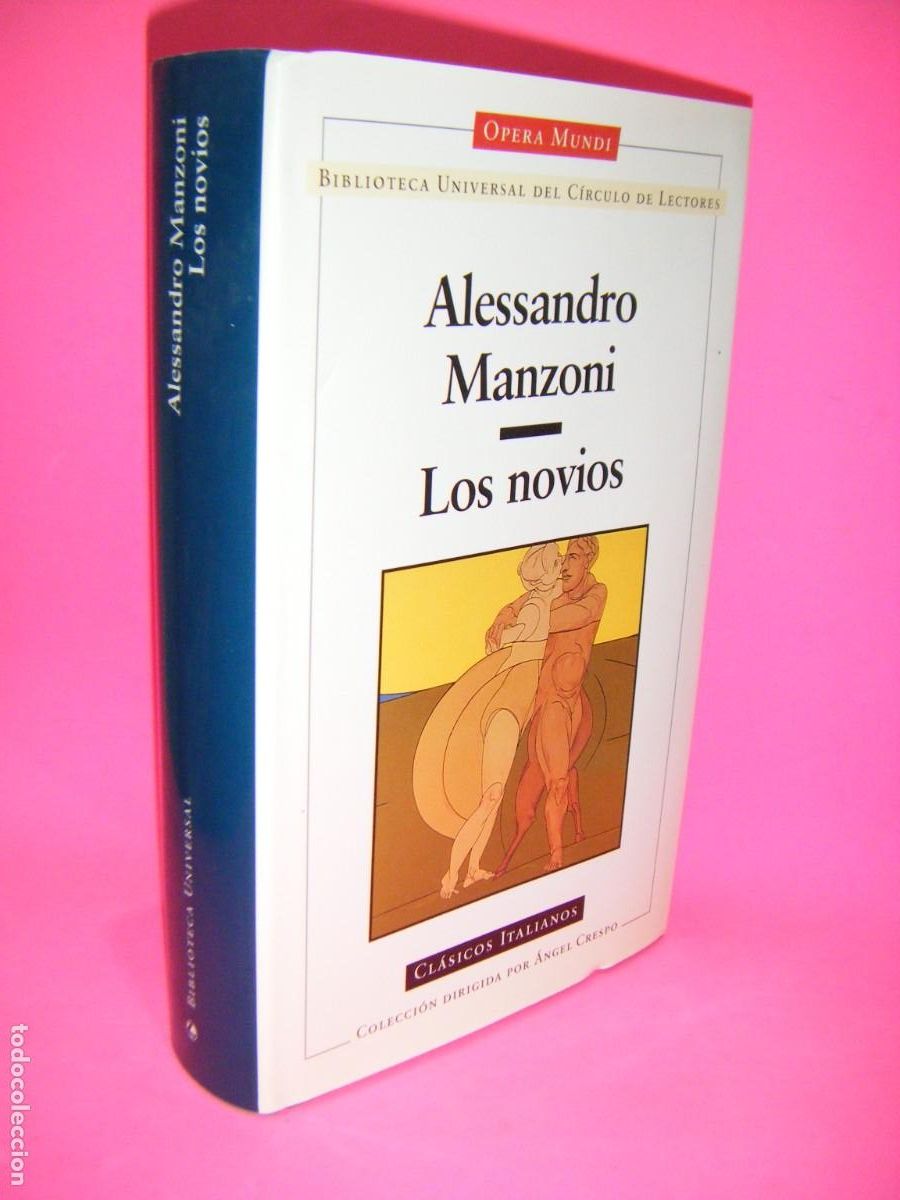 Alessandro Manzoni
Los novios
BIBLIOTECA UNIVERSAL
OPERA MUNDI
BIBLIOTECA UNIVERSAL DEL CÍRCULO DE LECTORES
Alessandro
Manzoni
Los novios
CLÁSICOS ITALIANOS
COLECCIÓN DIRIGIDA POR ÁNGEL CRESPO
todocoleccion